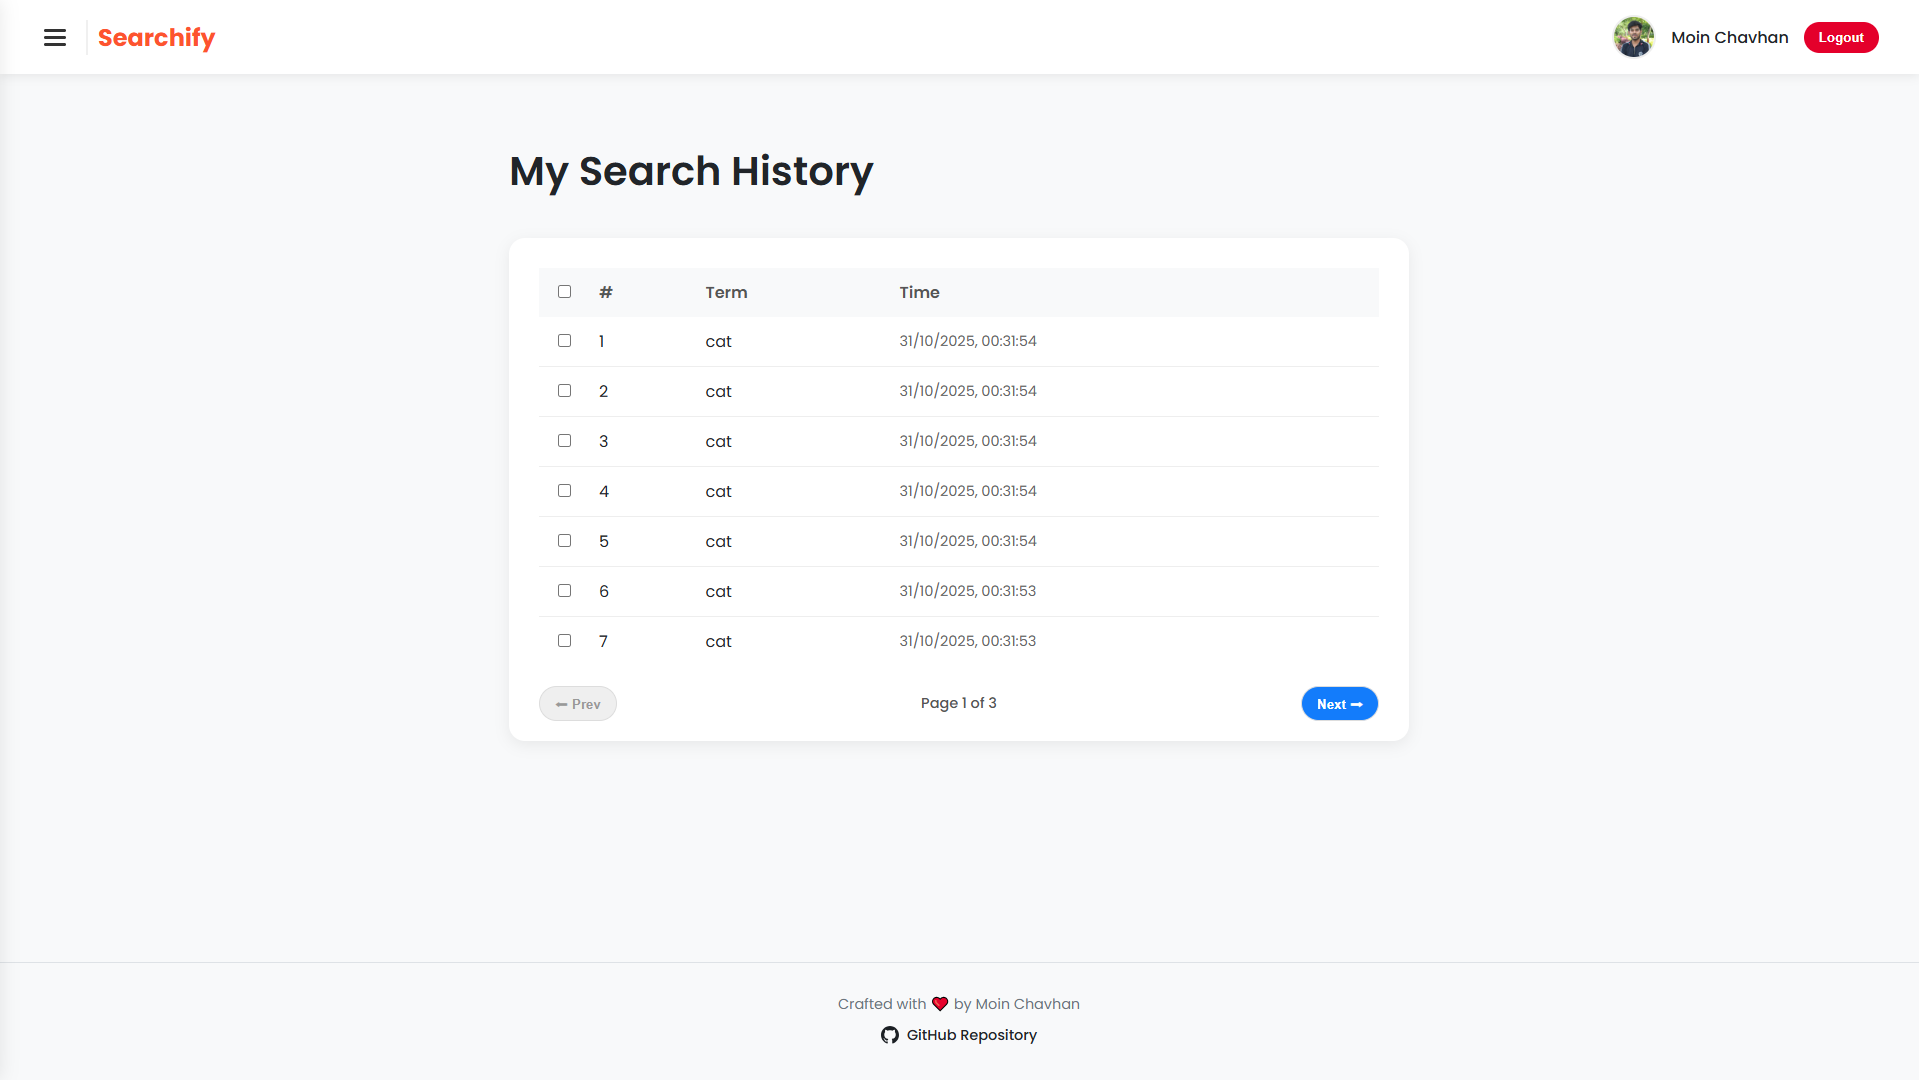 Searchify
Moin Chavhan
Logout
My Search History
# Term Time
1 cat 31/10/2025, 00:31:54
2 cat 31/10/2025, 00:31:54
3 cat 31/10/2025, 00:31:54
4 cat 31/10/2025, 00:31:54
5 cat 31/10/2025, 00:31:54
6 cat 31/10/2025, 00:31:53
7 cat 31/10/2025, 00:31:53
⬅ Prev Page 1 of 3 Next ➡
Crafted with ❤️ by Moin Chavhan
GitHub Repository